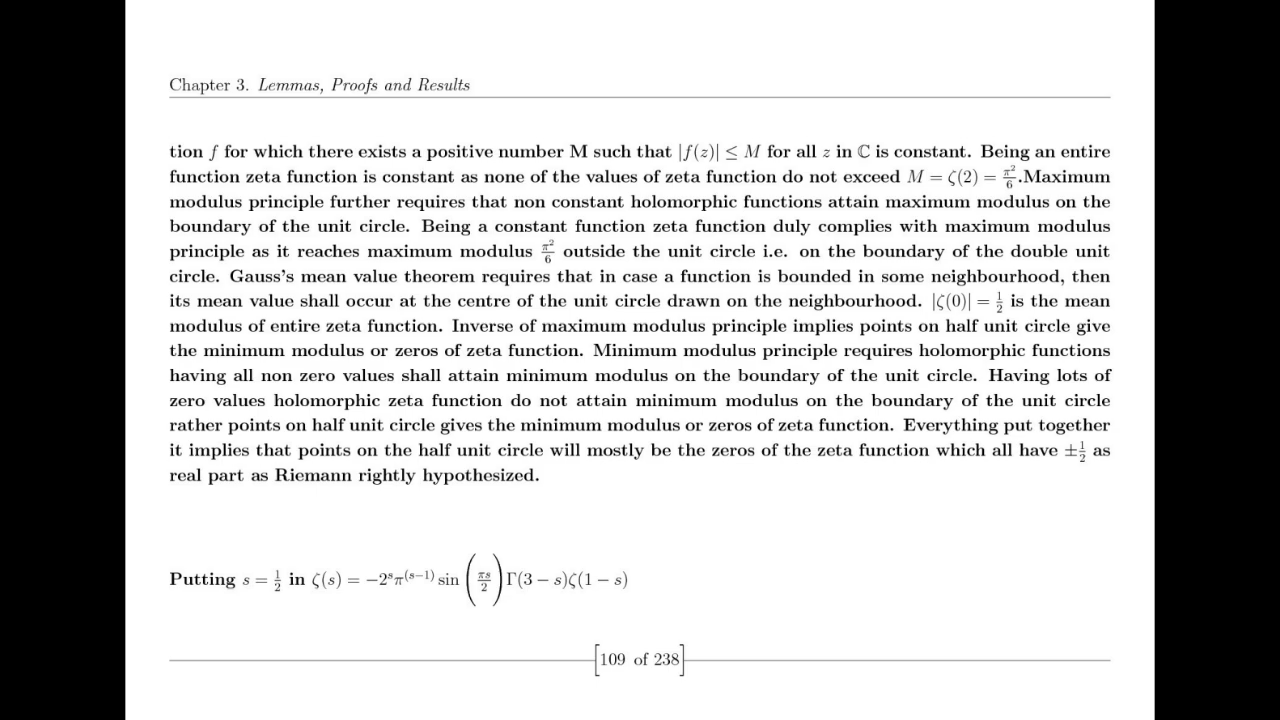 Chapter 3. Lemmas, Proofs and Results
tion f for which there exists a positive number M such that |f(z)| ≤ M for all z in ℂ is constant. Being an entire
function zeta function is constant as none of the values of zeta function do not exceed M = ζ(2) = π²/6.Maximum
modulus principle further requires that non constant holomorphic functions attain maximum modulus on the
boundary of the unit circle. Being a constant function zeta function duly complies with maximum modulus
principle as it reaches maximum modulus π²/6 outside the unit circle i.e. on the boundary of the double unit
circle. Gauss's mean value theorem requires that in case a function is bounded in some neighbourhood, then
its mean value shall occur at the centre of the unit circle drawn on the neighbourhood. |ζ(0)| = 1/2 is the mean
modulus of entire zeta function. Inverse of maximum modulus principle implies points on half unit circle give
the minimum modulus or zeros of zeta function. Minimum modulus principle requires holomorphic functions
having all non zero values shall attain minimum modulus on the boundary of the unit circle. Having lots of
zero values holomorphic zeta function do not attain minimum modulus on the boundary of the unit circle
rather points on half unit circle gives the minimum modulus or zeros of zeta function. Everything put together
it implies that points on the half unit circle will mostly be the zeros of the zeta function which all have ±1/2 as
real part as Riemann rightly hypothesized.
Putting s = 1/2 in ζ(s) = −2^s π^(s−1) sin(πs/2)Γ(3 − s)ζ(1 − s)
[109 of 238]